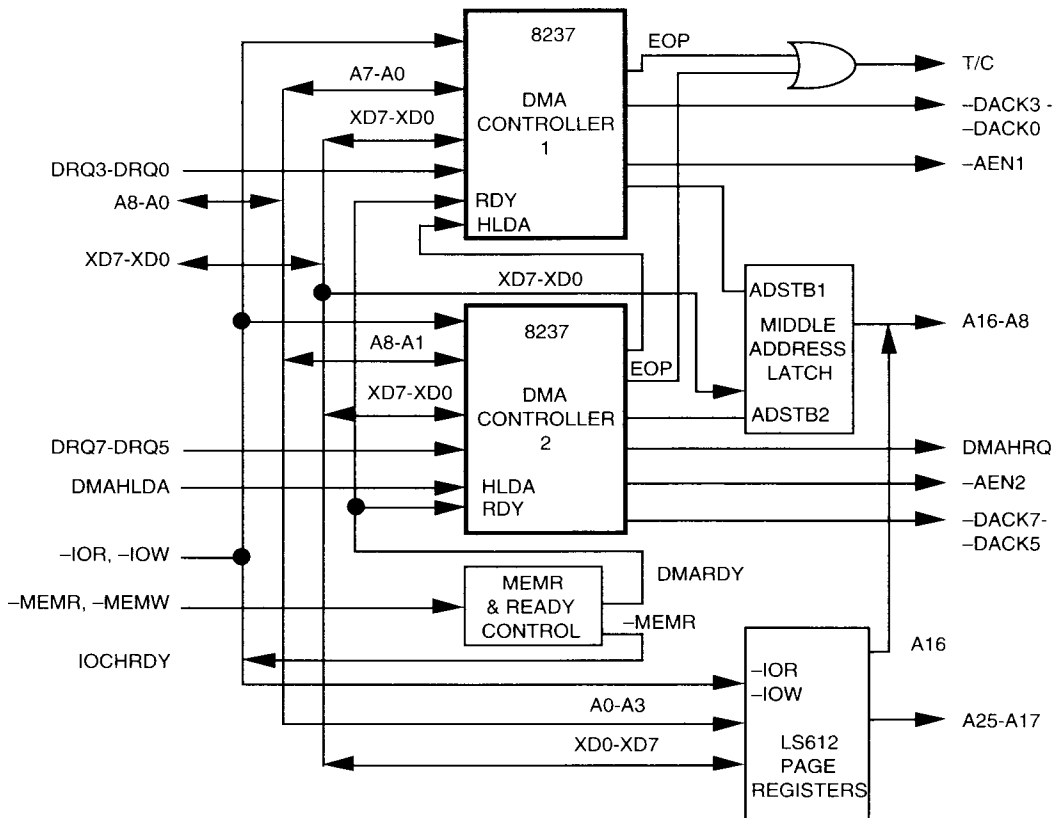 8237
EOP
T/C
A7-A0
DMA
CONTROLLER
1
–DACK3 -
–DACK0
XD7-XD0
–AEN1
DRQ3-DRQ0
A8-A0
RDY
HLDA
XD7-XD0
XD7-XD0
ADSTB1
MIDDLE
ADDRESS
LATCH
ADSTB2
A16-A8
8237
A8-A1
EOP
XD7-XD0
DMA
CONTROLLER
2
DRQ7-DRQ5
DMAHRQ
DMAHLDA
HLDA
RDY
–AEN2
–DACK7-
–DACK5
–IOR, –IOW
DMARDY
MEMR
& READY
CONTROL
–MEMR, –MEMW
–MEMR
IOCHRDY
A16
–IOR
–IOW
A0-A3
A25-A17
XD0-XD7
LS612
PAGE
REGISTERS